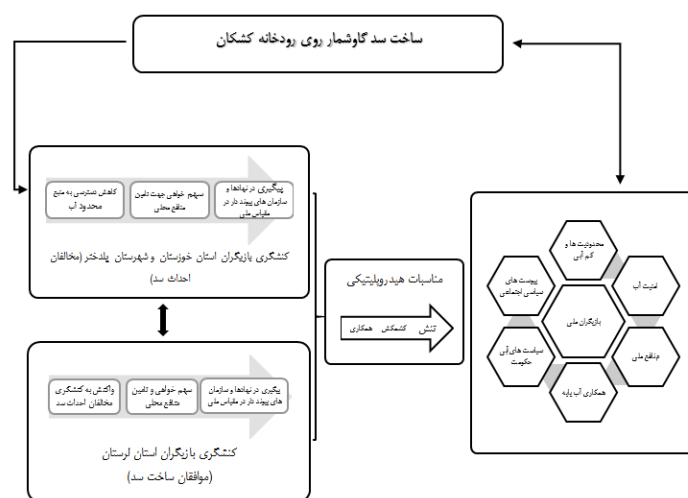 ساخت سد گاوشمار روی رودخانه کشکان
پیگیری در نهادها و
سازمان های پیوند دار در
مقیاس ملی
سهم خواهی جهت تامین
منافع محلی
کاهش دسترسی به منبع
محدود آب
کنشگری بازیگران استان خوزستان و شهرستان پلدختر (مخالفان
احداث سد)
پیگیری در نهادها و سازمان
های پیوند دار در مقیاس ملی
سهم خواهی و تامین
منافع محلی
واکنش به کنشگری
مخالفان احداث سد
کنشگری بازیگران استان لرستان
(موافقان ساخت سد)
مناسبات هیدروپلیتیکی
تنش کشمکش همکاری
محدودیت ها و
کم آبی
امنیت آب
منافع ملی
همکاری آب پایه
سیاست های آبی
حکومت
پیوست های
سیاسی اجتماعی
بازیگران ملی